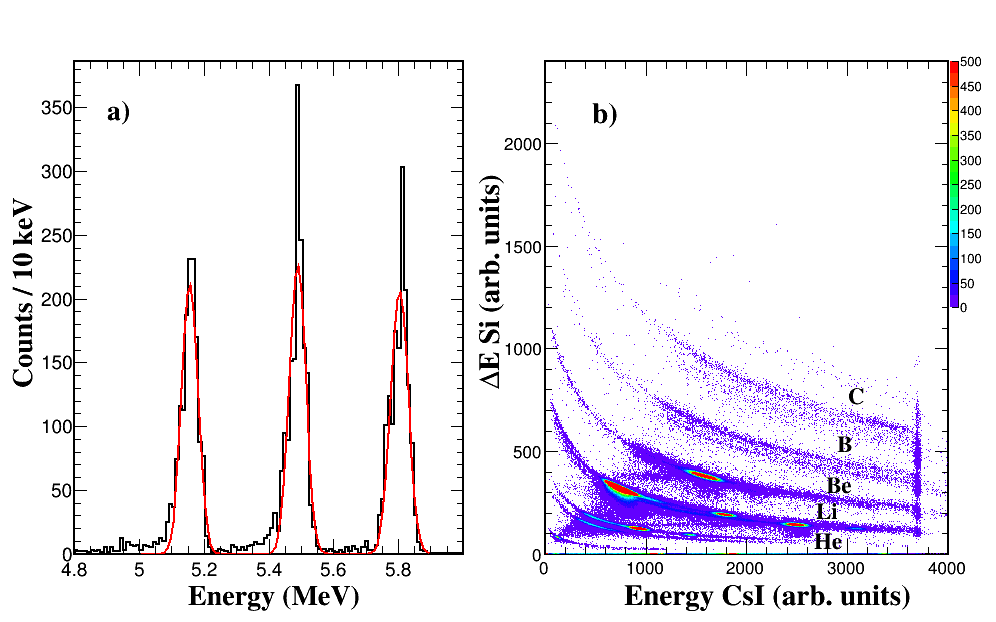 a)
350
300
250
200
150
100
50
0
4.8 5 5.2 5.4 5.6 5.8
Energy (MeV)
Counts / 10 keV
b)
2000
1500
1000
500
0
0 1000 2000 3000 4000
Energy CsI (arb. units)
ΔE Si (arb. units)
C
B
Be
Li
He
500
450
400
350
300
250
200
150
100
50
0